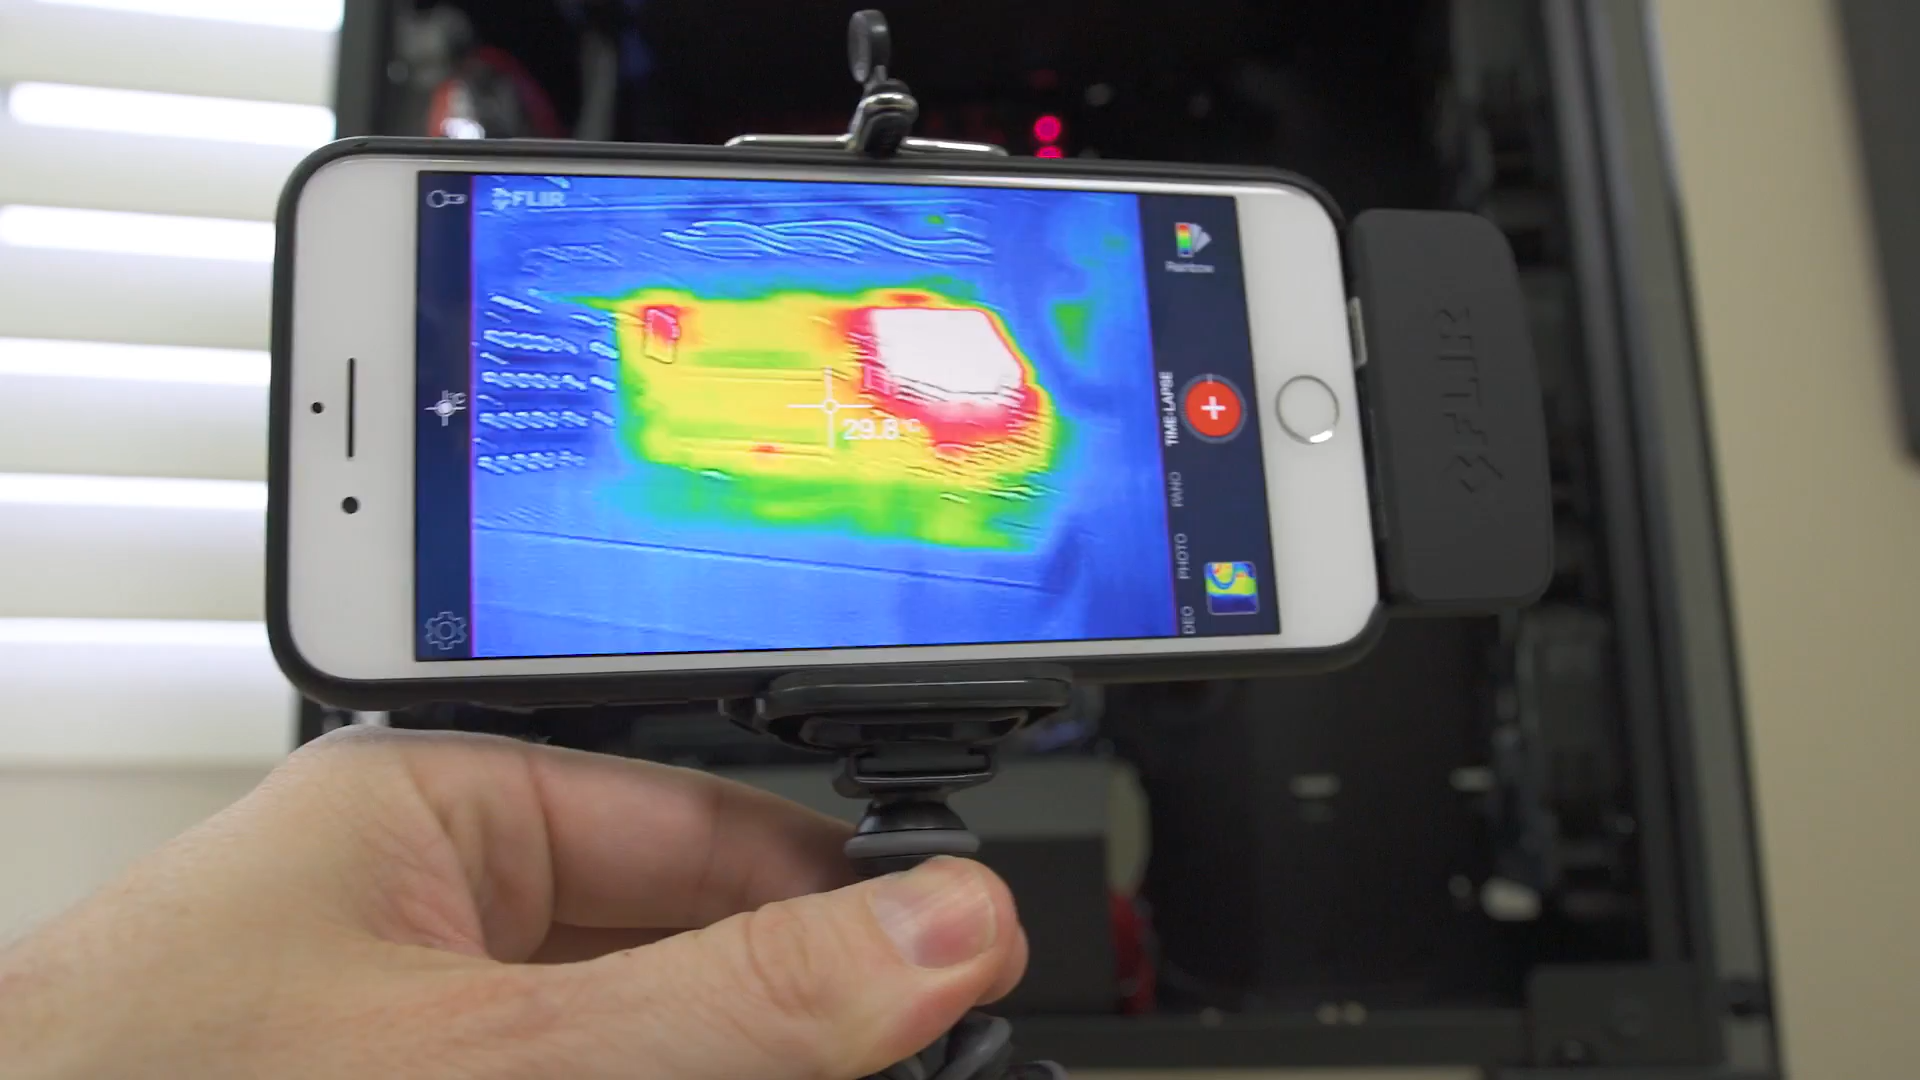 FLIR
29.8°C
Rainbow
TIME-LAPSE
PANO
PHOTO
DEO
FLIR